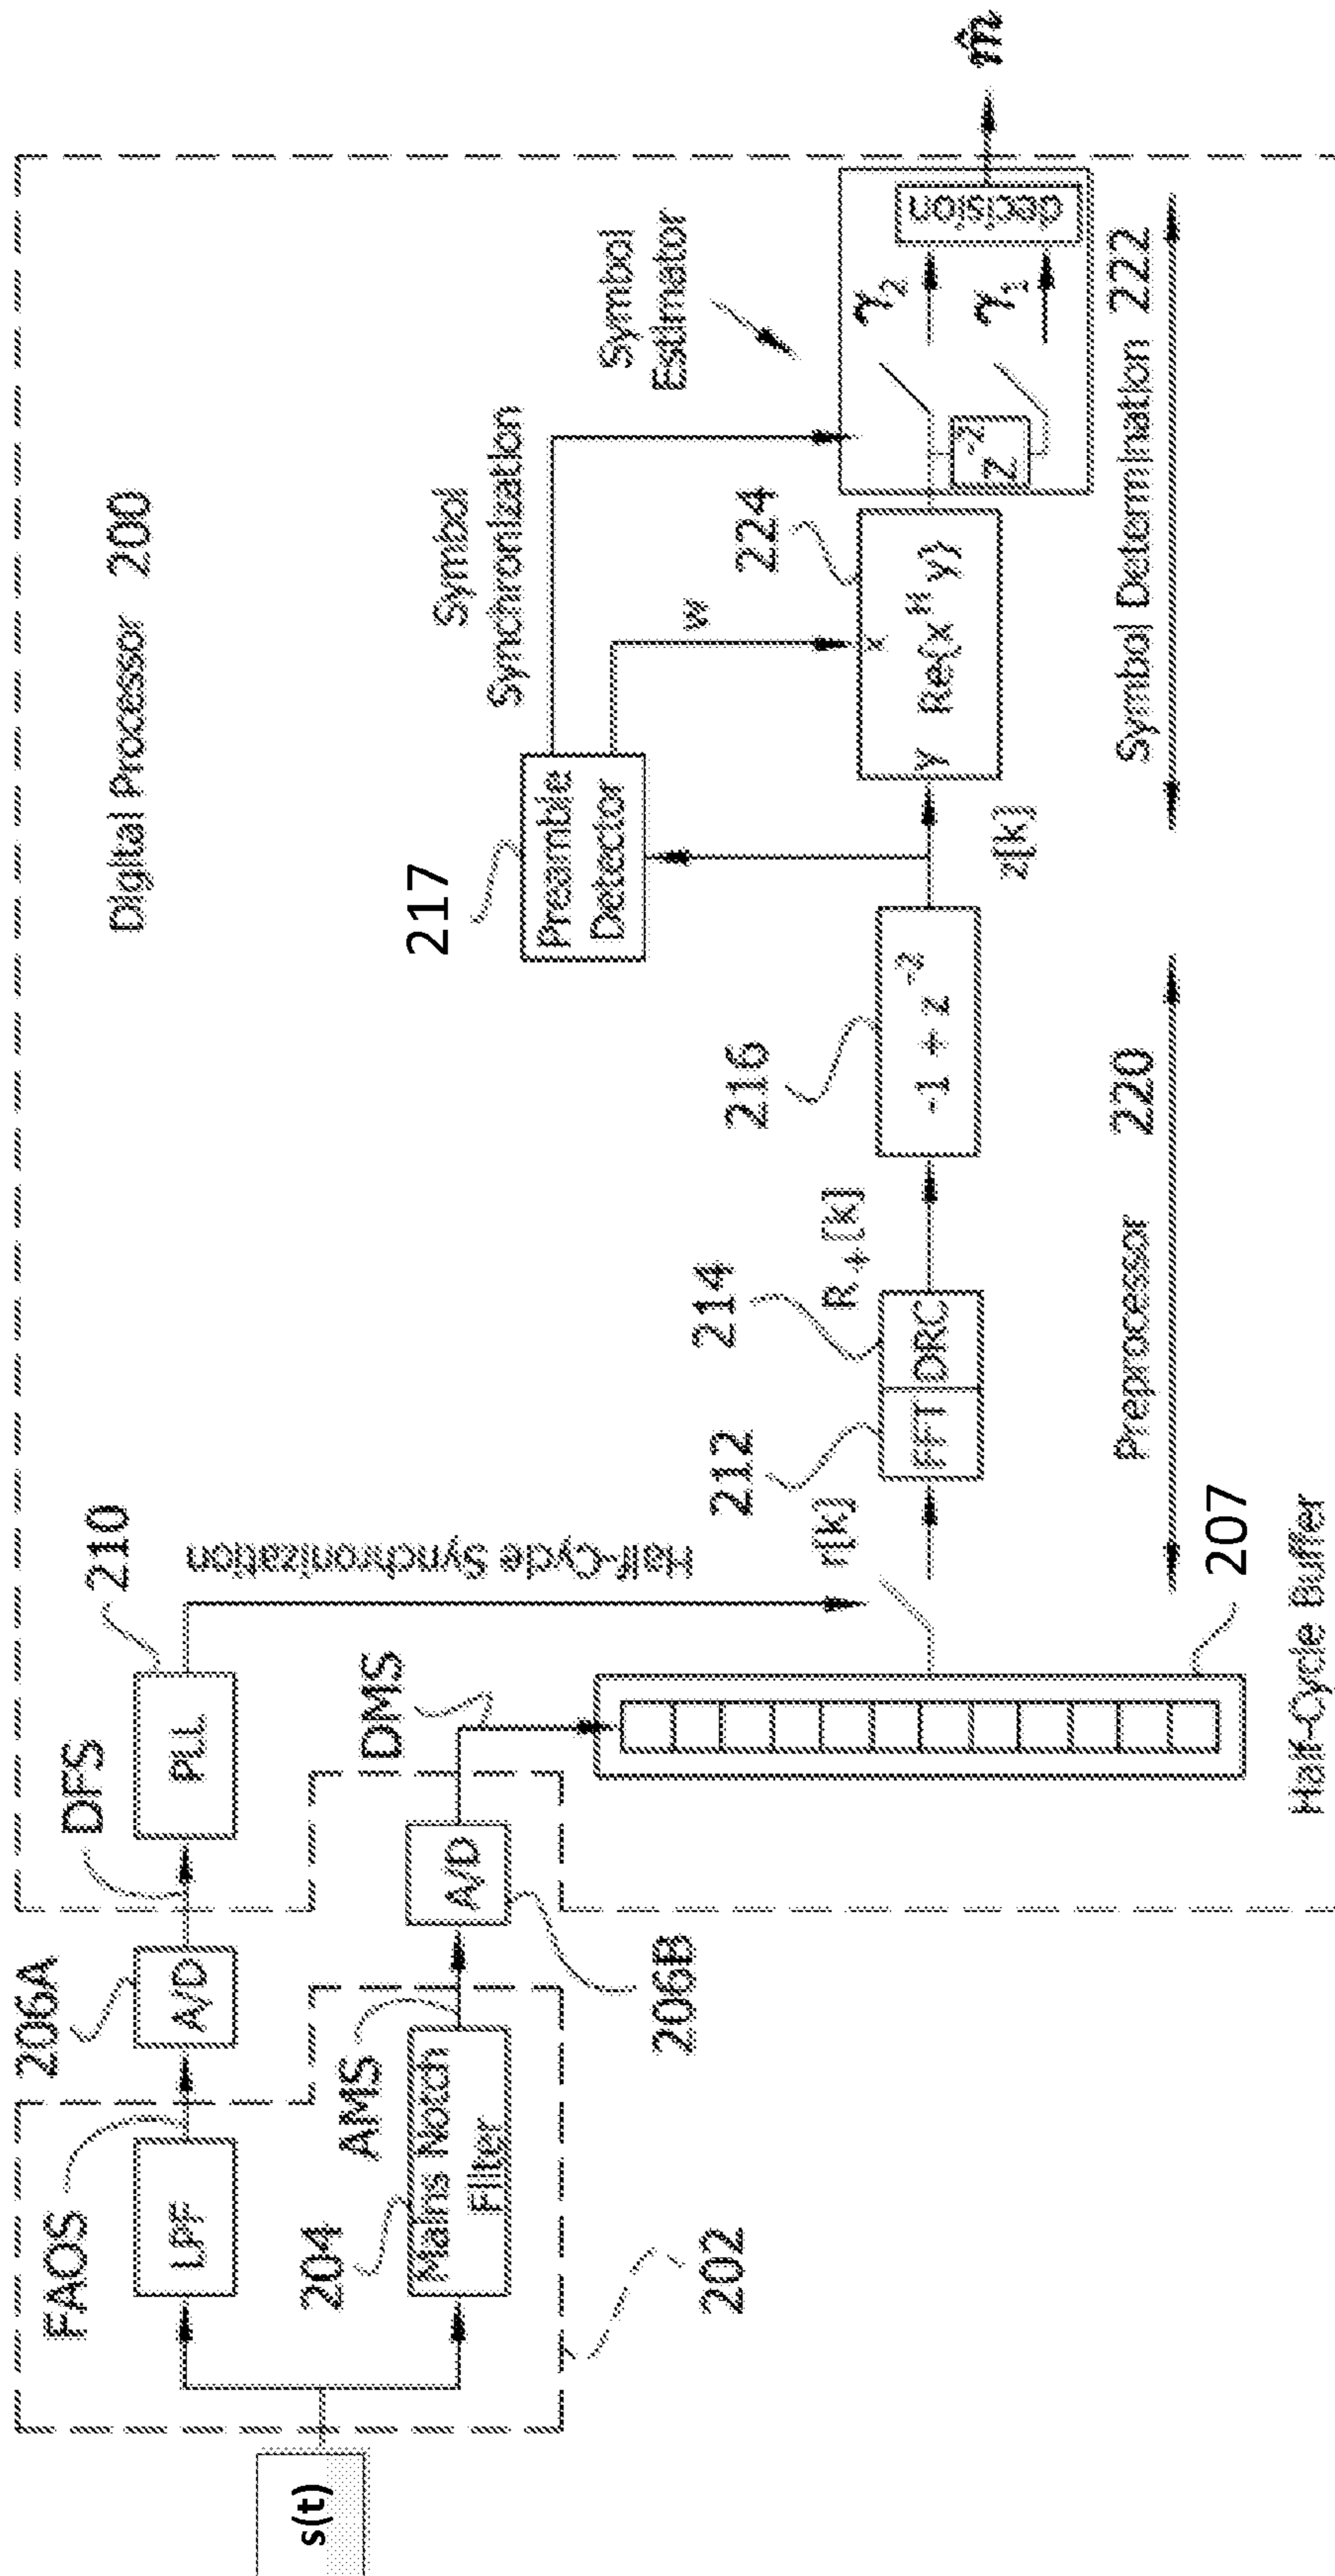 s(t)
FAOS
LPF
206A
A/D
DFS
PLL
210
Digital Processor 200
204
Mains Notch
Filter
AMS
A/D
206B
DMS
202
Half-Cycle Synchronization
r[k]
207
Half-Cycle Buffer
212
FFT
214
DRC
R₊[k]
216
-1 + z⁻²
z[k]
217
Preamble
Detector
Symbol
Synchronization
w
224
x
y Re{xᴴ y}
Symbol
Estimator
z⁻²
γ₂
γ₁
decision
m̂
Preprocessor 220
Symbol Determination 222